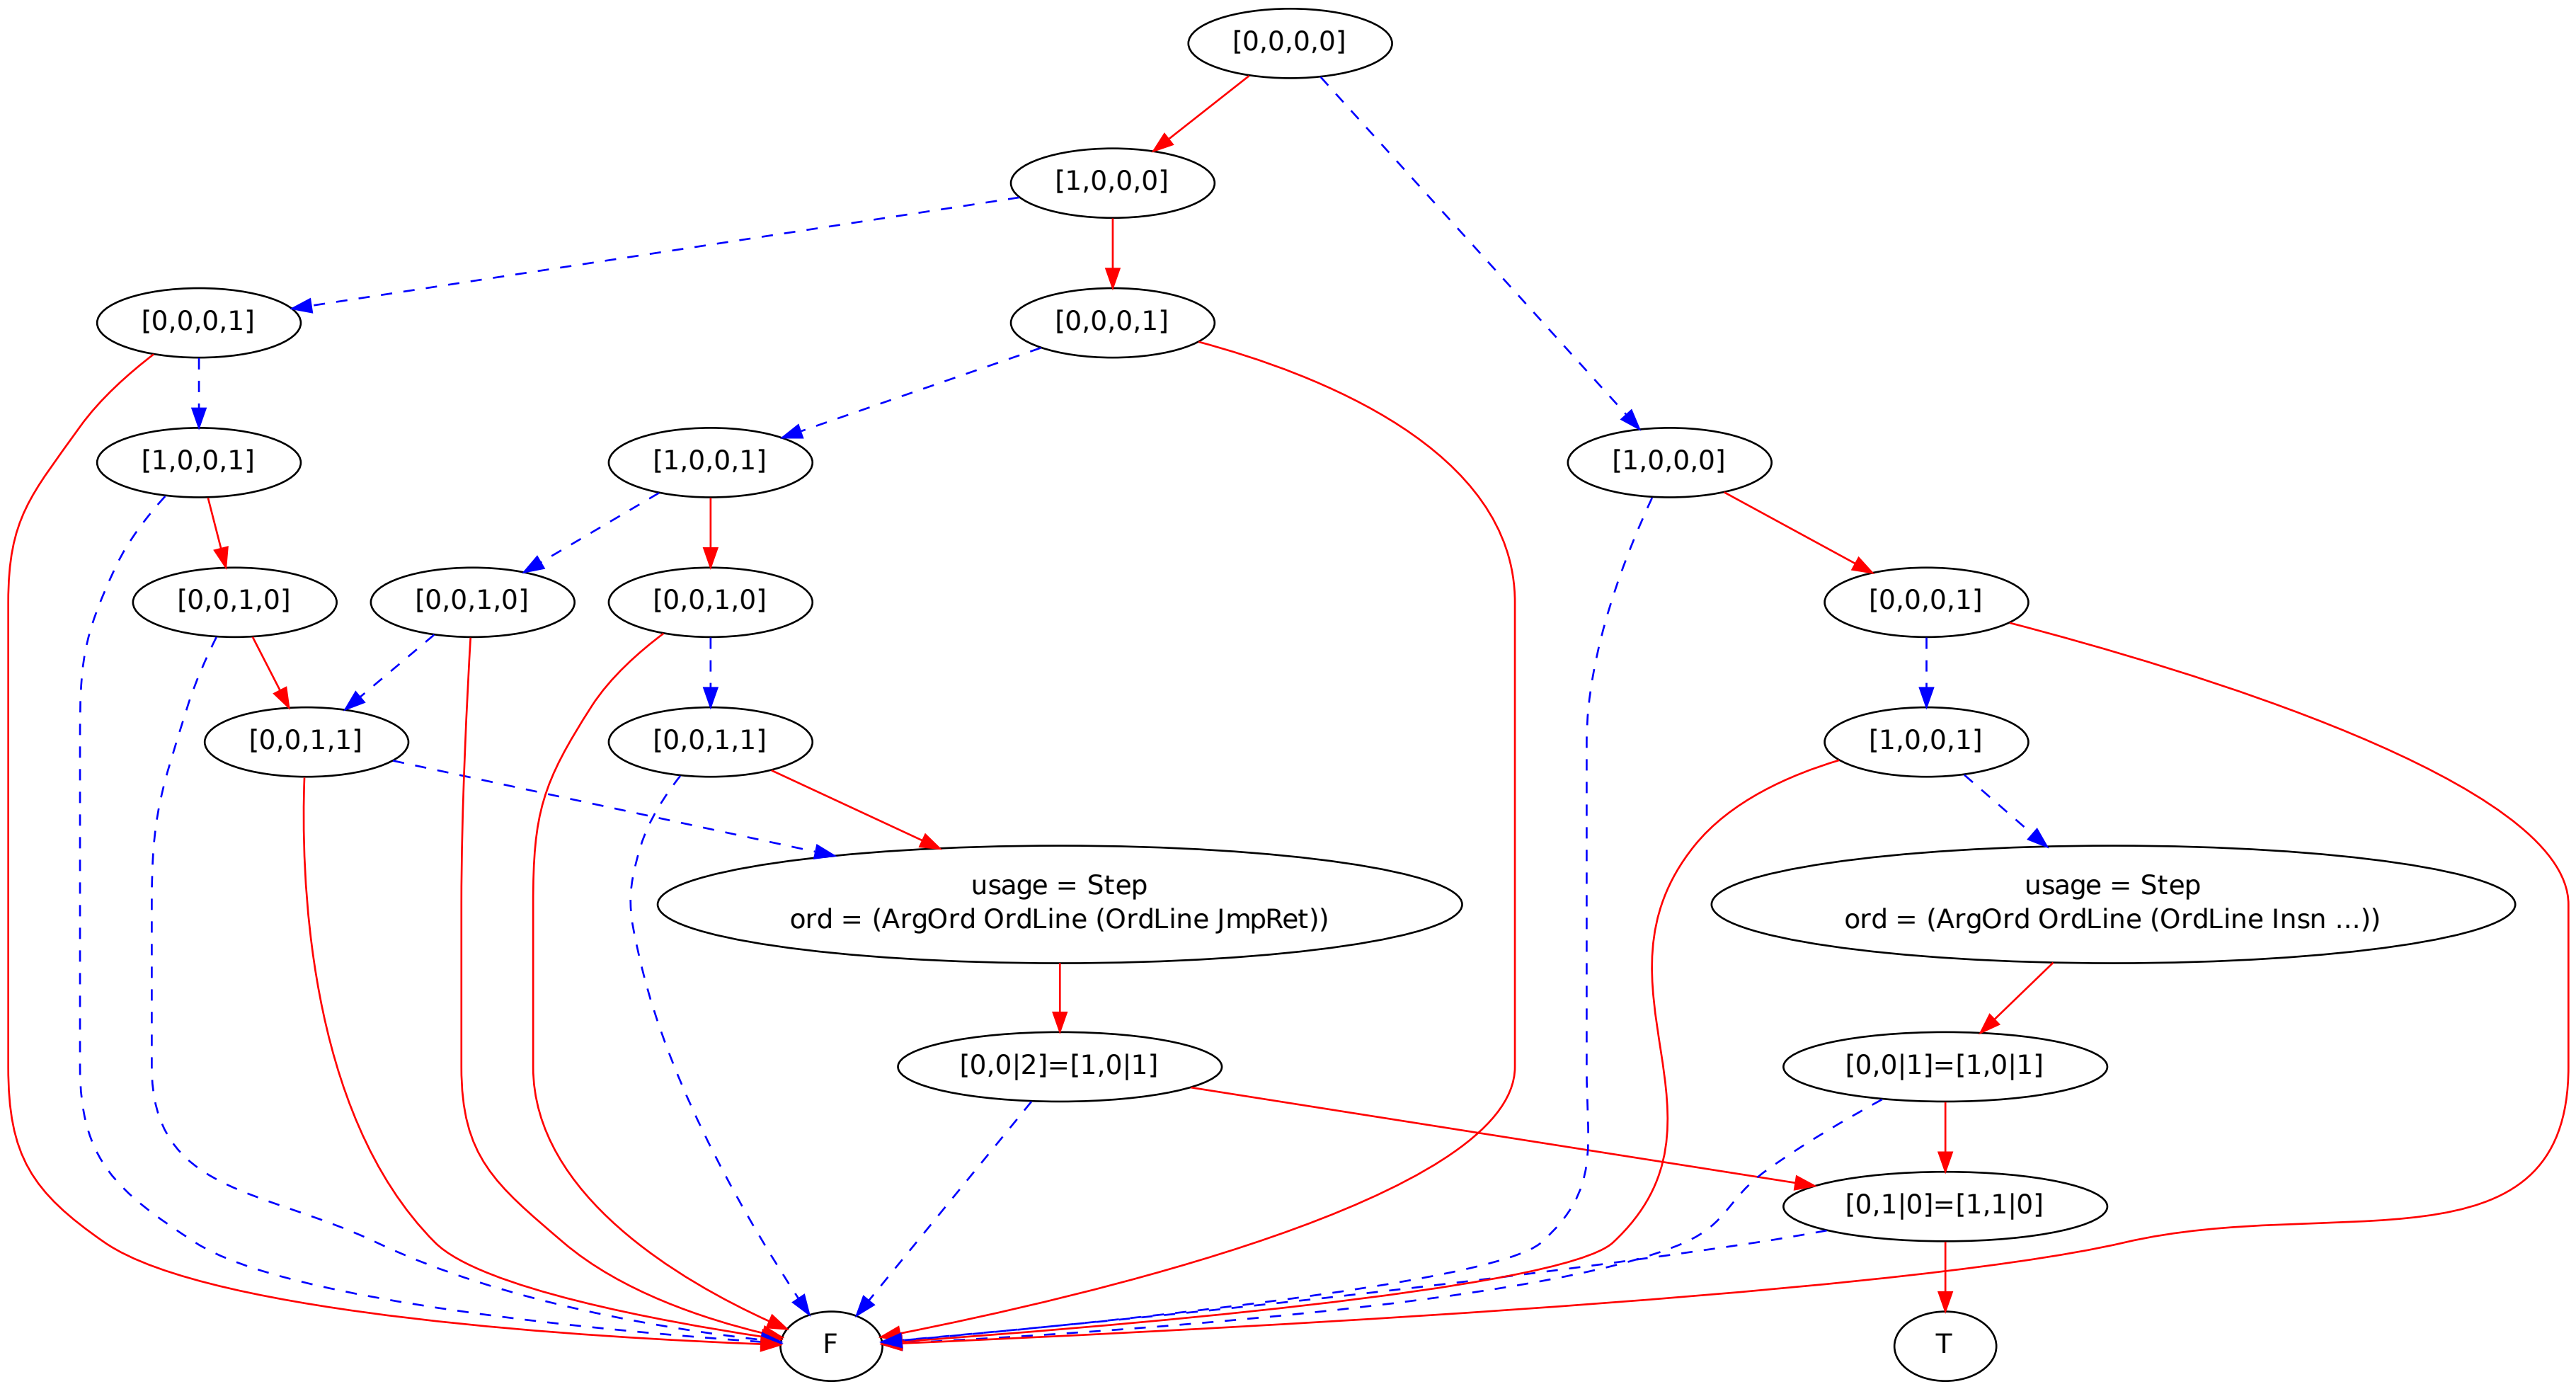 [0,0,0,0]
[1,0,0,0]
[0,0,0,1]
[0,0,0,1]
[1,0,0,1]
[1,0,0,1]
[1,0,0,0]
[0,0,1,0]
[0,0,1,0]
[0,0,1,0]
[0,0,0,1]
[0,0,1,1]
[0,0,1,1]
[1,0,0,1]
usage = Step
ord = (ArgOrd OrdLine (OrdLine JmpRet))
usage = Step
ord = (ArgOrd OrdLine (OrdLine Insn ...))
[0,0|2]=[1,0|1]
[0,0|1]=[1,0|1]
[0,1|0]=[1,1|0]
F
T